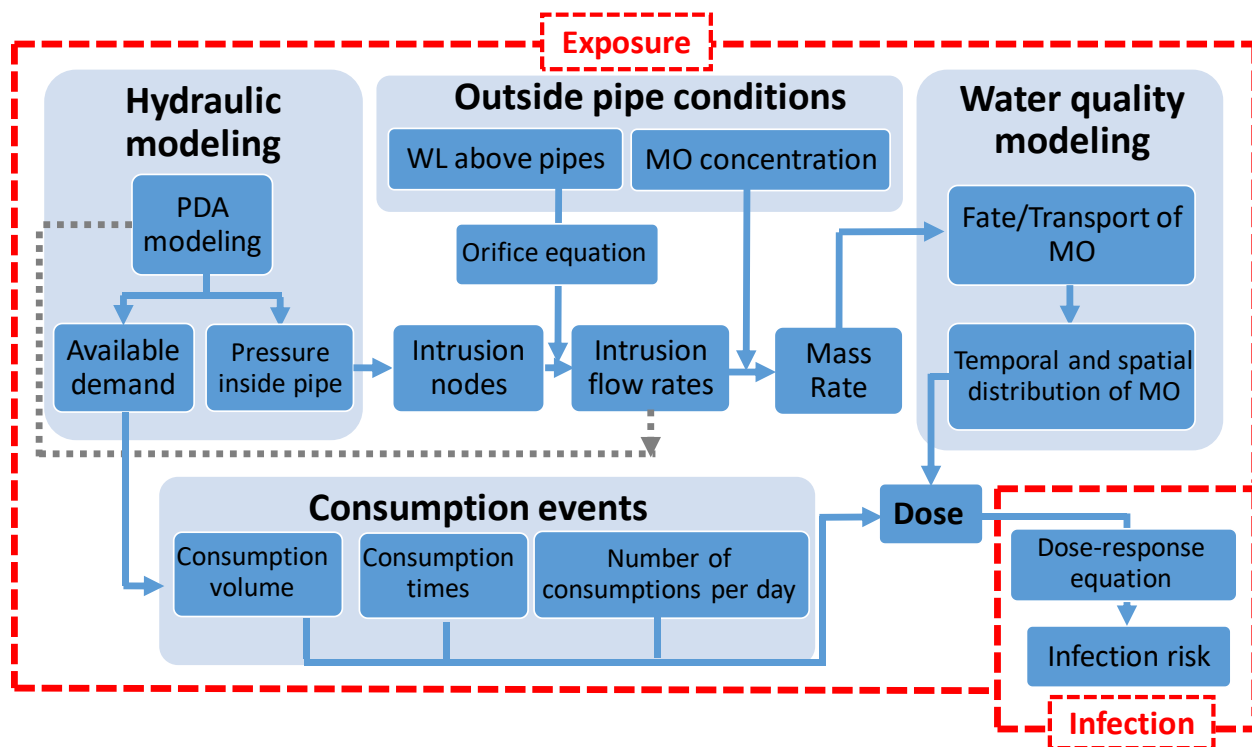 Exposure
Hydraulic
modeling
Outside pipe conditions
Water quality
modeling
WL above pipes
MO concentration
PDA
modeling
Orifice equation
Fate/Transport of
MO
Available
demand
Pressure
inside pipe
Intrusion
nodes
Intrusion
flow rates
Mass
Rate
Temporal and spatial
distribution of MO
Consumption events
Dose
Consumption
volume
Consumption
times
Number of
consumptions per day
Dose-response
equation
Infection risk
Infection